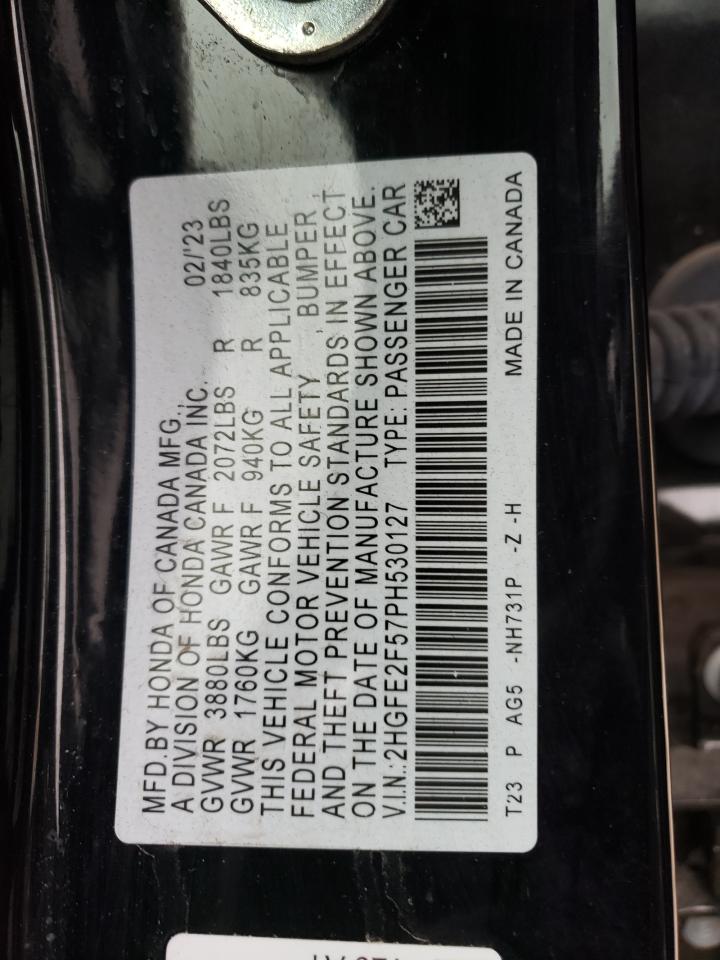 MFD.BY HONDA OF CANADA MFG.,
A DIVISION OF HONDA CANADA INC. 02/'23
GVWR 3880LBS GAWR F 2072LBS R 1840LBS
GVWR 1760KG GAWR F 940KG R 835KG
THIS VEHICLE CONFORMS TO ALL APPLICABLE
FEDERAL MOTOR VEHICLE SAFETY, BUMPER,
AND THEFT PREVENTION STANDARDS IN EFFECT
ON THE DATE OF MANUFACTURE SHOWN ABOVE.
V.I.N.:2HGFE2F57PH530127 TYPE: PASSENGER CAR
T23 P AG5 -NH731P -Z -H MADE IN CANADA